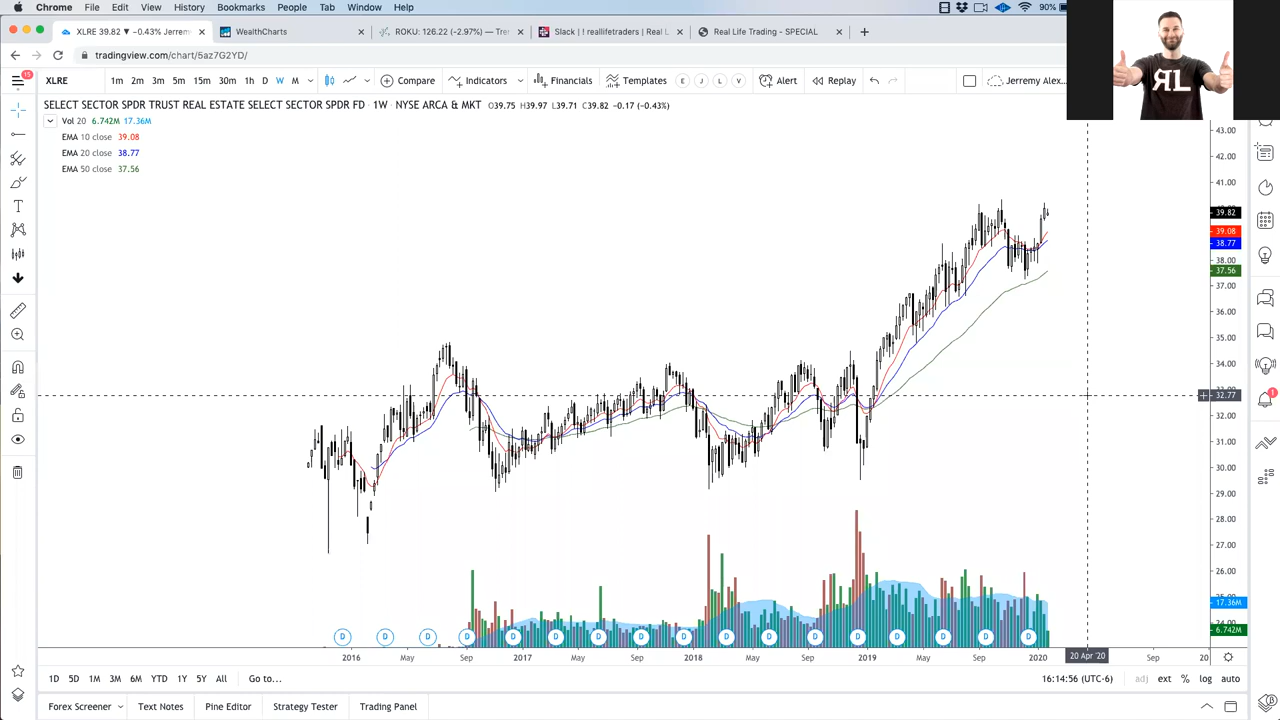 Chrome File Edit View History Bookmarks People Tab Window Help 90%
XLRE 39.82 ▼ −0.43% Jerrem WealthCharts ROKU: 126.22 (-2.97%) — Tre Slack | ! reallifetraders | Real L Real Life Trading - SPECIAL
tradingview.com/chart/5az7G2YD/
15 XLRE 1m 2m 3m 5m 15m 30m 1h D W M Compare Indicators Financials Templates E J L V Alert Replay Jeremy Alex...
RL
SELECT SECTOR SPDR TRUST REAL ESTATE SELECT SECTOR SPDR FD · 1W · NYSE ARCA & MKT O39.75 H39.97 L39.71 C39.82 −0.17 (−0.43%)
Vol 20 6.742M 17.36M
EMA 10 close 39.08
EMA 20 close 38.77
EMA 50 close 37.56
43.00
42.00
41.00
39.82
39.08
38.77
38.00
37.56
37.00
36.00
35.00
34.00
33.00
32.77
32.00
31.00
30.00
29.00
28.00
27.00
26.00
17.36M
6.742M
1
D D D D D D D D D D D D D D D D D
2016 May Sep 2017 May Sep 2018 May Sep 2019 May Sep 2020 20 Apr '20 Sep 20
1D 5D 1M 3M 6M YTD 1Y 5Y All Go to... 16:14:56 (UTC-6) adj ext % log auto
Forex Screener Text Notes Pine Editor Strategy Tester Trading Panel